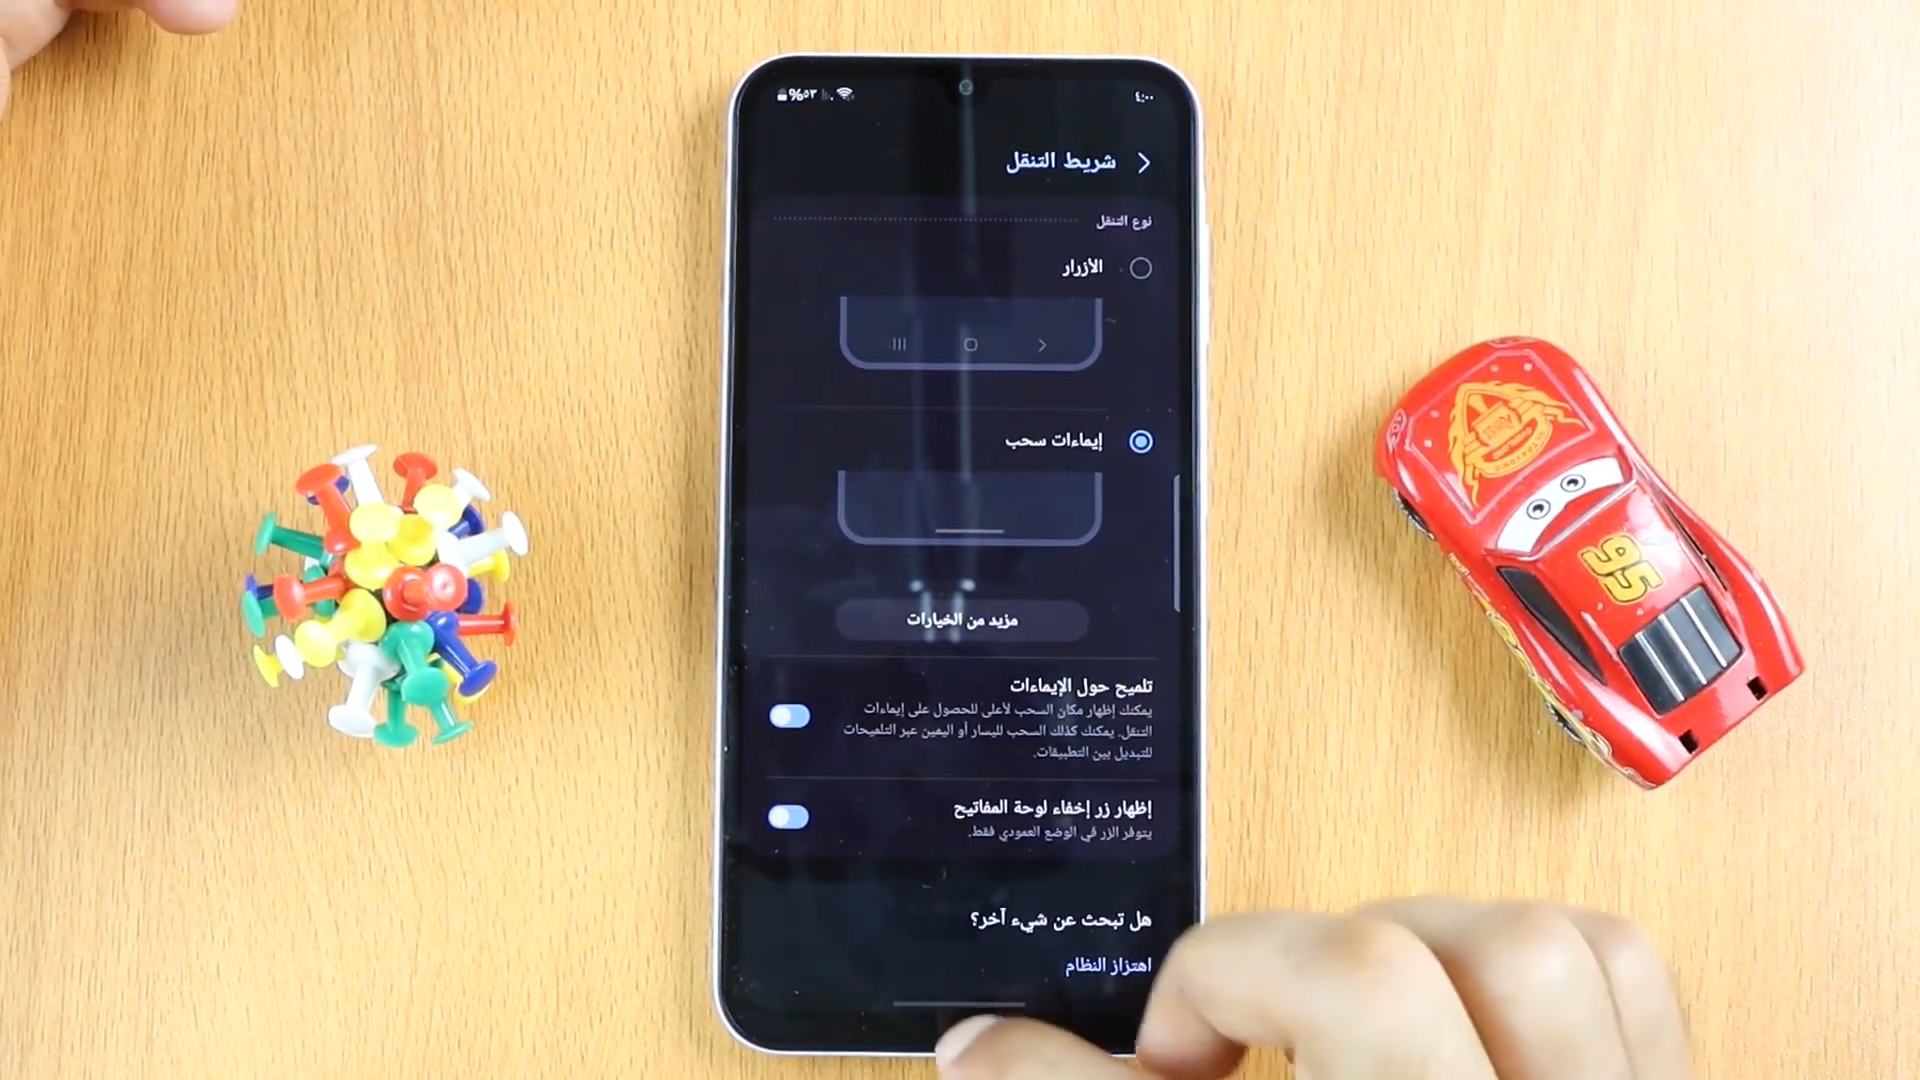 ٤:٠٠
%٥٣
شريط التنقل
نوع التنقل
الأزرار
إيماءات سحب
مزيد من الخيارات
تلميح حول الإيماءات
يمكنك إظهار مكان السحب لأعلى للحصول على إيماءات
التنقل. يمكنك كذلك السحب لليسار أو اليمين عبر التلميحات
للتبديل بين التطبيقات.
إظهار زر إخفاء لوحة المفاتيح
يتوفر الزر في الوضع العمودي فقط.
هل تبحث عن شيء آخر؟
اهتزاز النظام
95